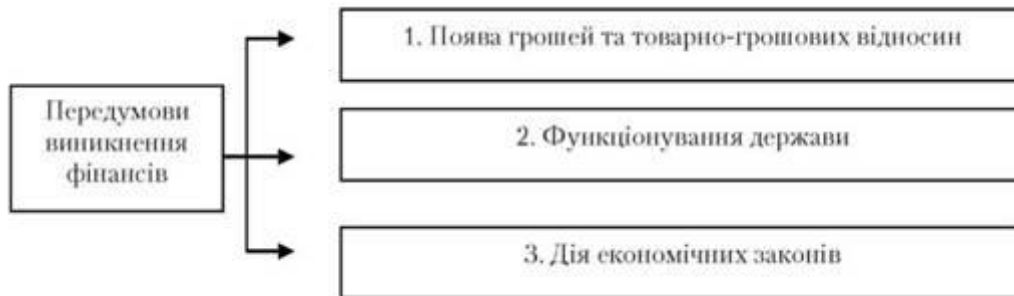 Передумови
виникнення
фінансів
1. Поява грошей та товарно-грошових відносин
2. Функціонування держави
3. Дія економічних законів